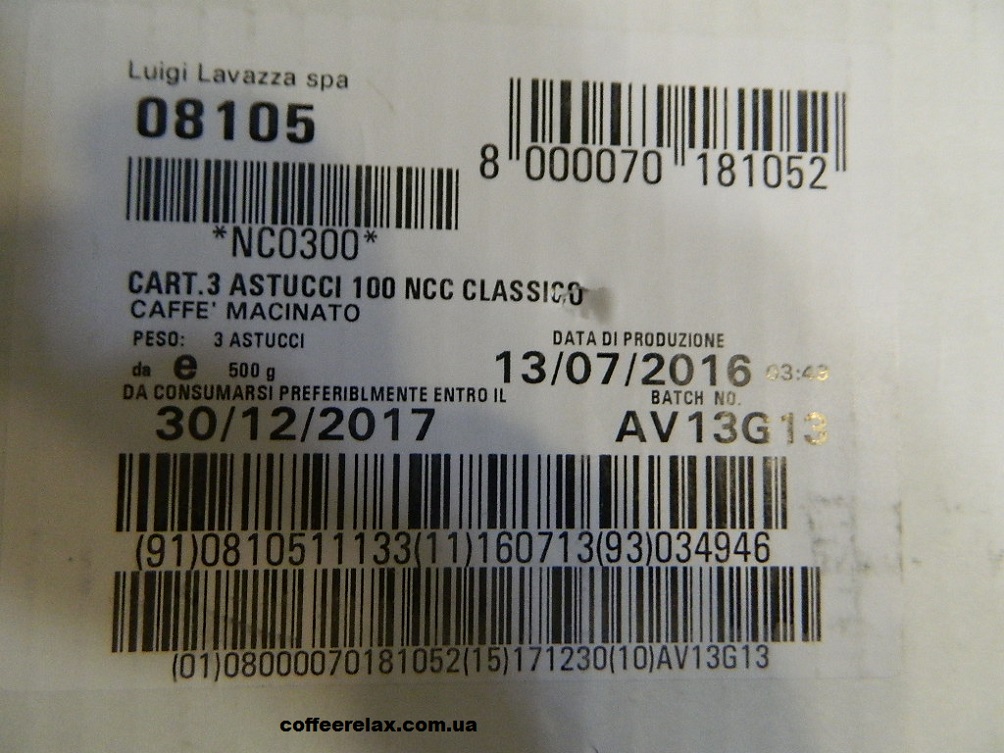 Luigi Lavazza spa
08105
8 000070 181052
*NC0300*
CART.3 ASTUCCI 100 NCC CLASSICO
CAFFE' MACINATO
PESO: 3 ASTUCCI
DATA DI PRODUZIONE
da e 500 g
13/07/2016 03:49
DA CONSUMARSI PREFERIBLMENTE ENTRO IL
BATCH NO.
30/12/2017
AV13G13
(91)0810511133(11)160713(93)034946
(01)08000070181052(15)171230(10)AV13G13
coffeerelax.com.ua